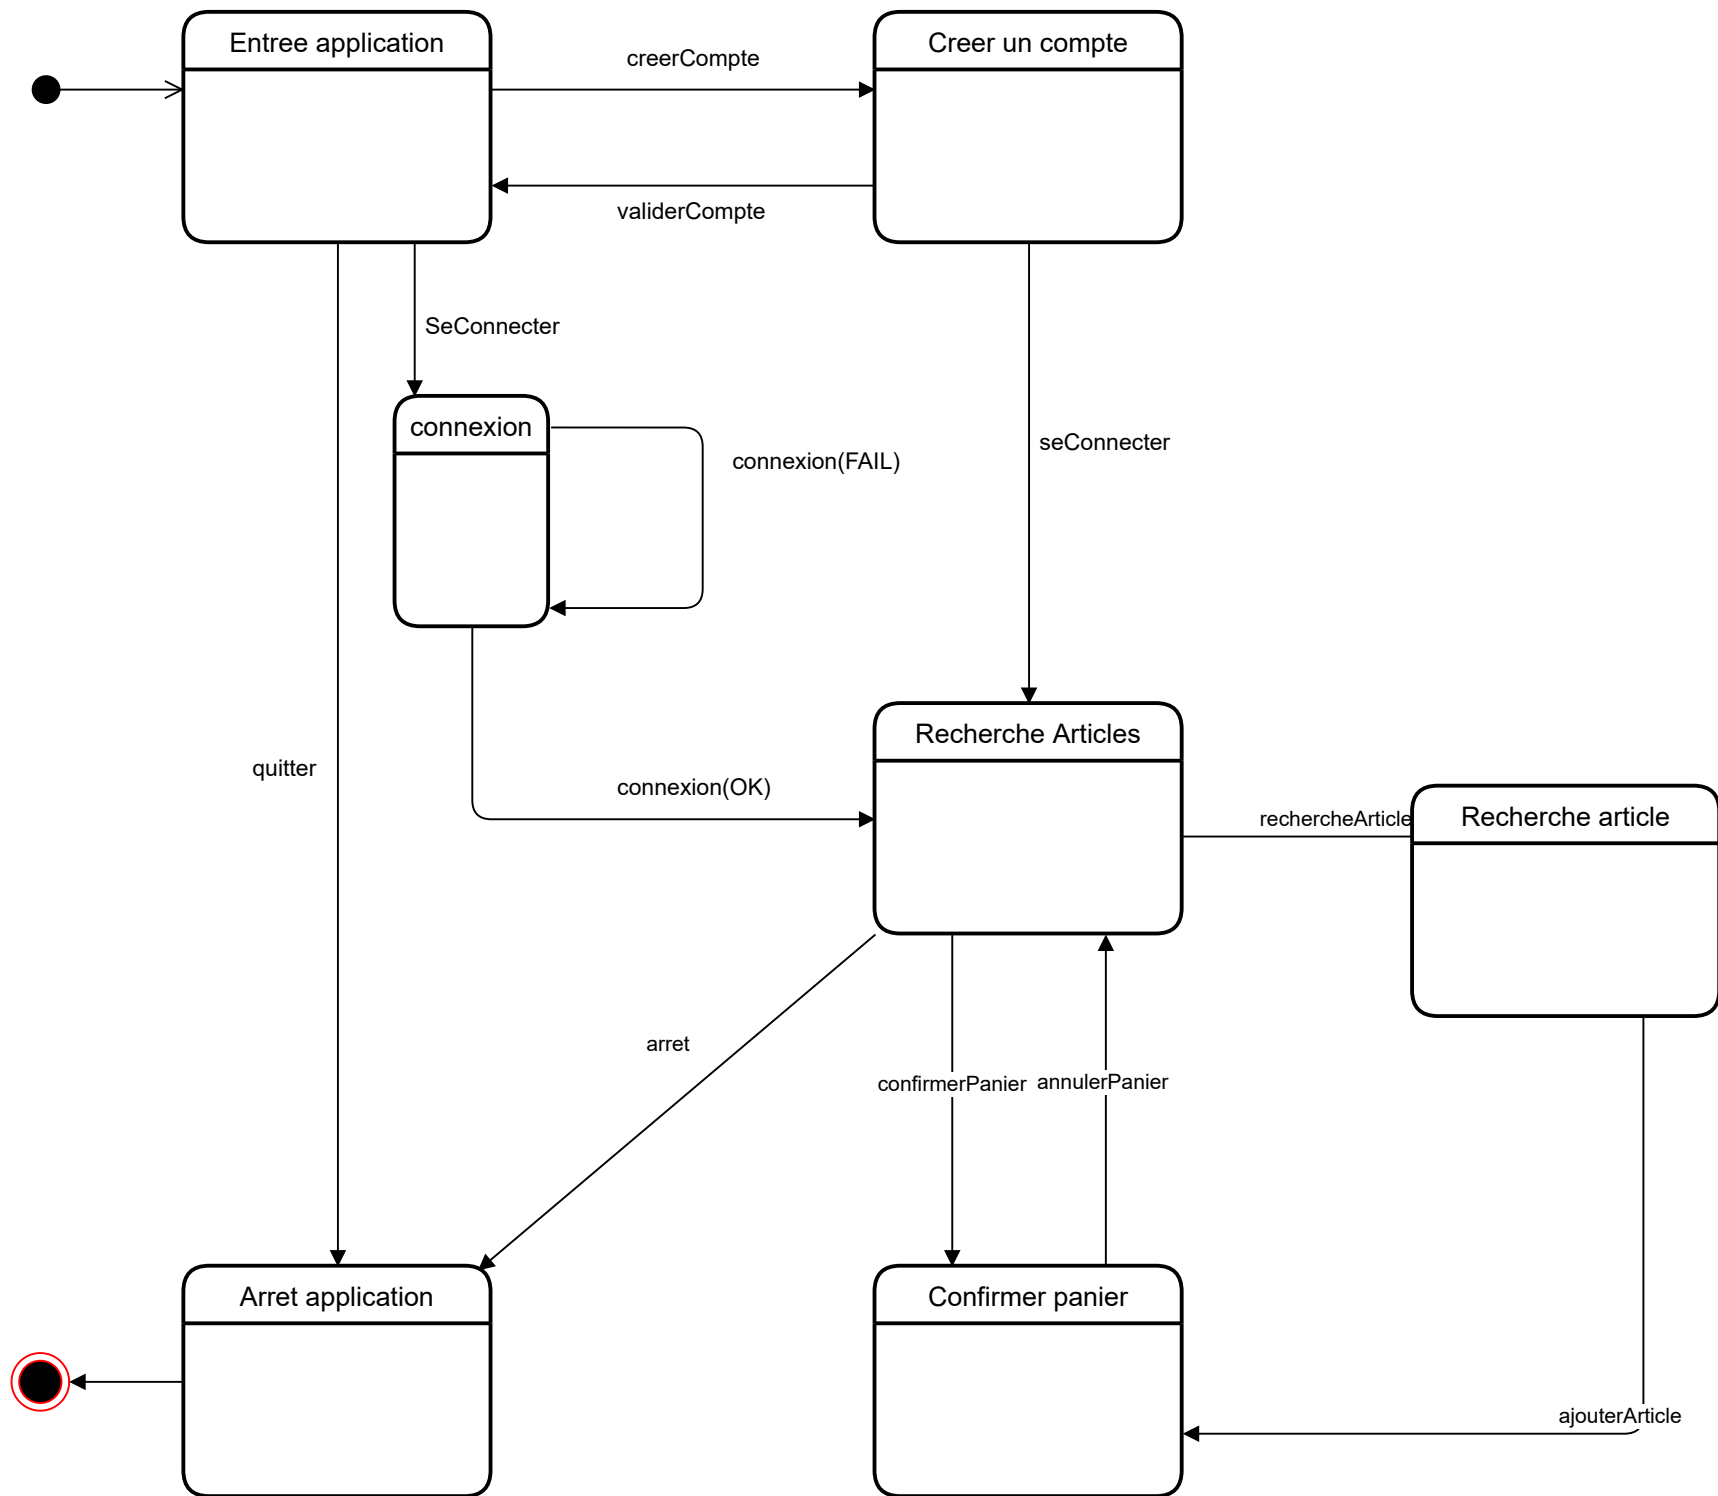 Entree application
creerCompte
Creer un compte
validerCompte
SeConnecter
connexion
connexion(FAIL)
seConnecter
quitter
connexion(OK)
Recherche Articles
rechercheArticle
Recherche article
arret
confirmerPanier
annulerPanier
Arret application
Confirmer panier
ajouterArticle